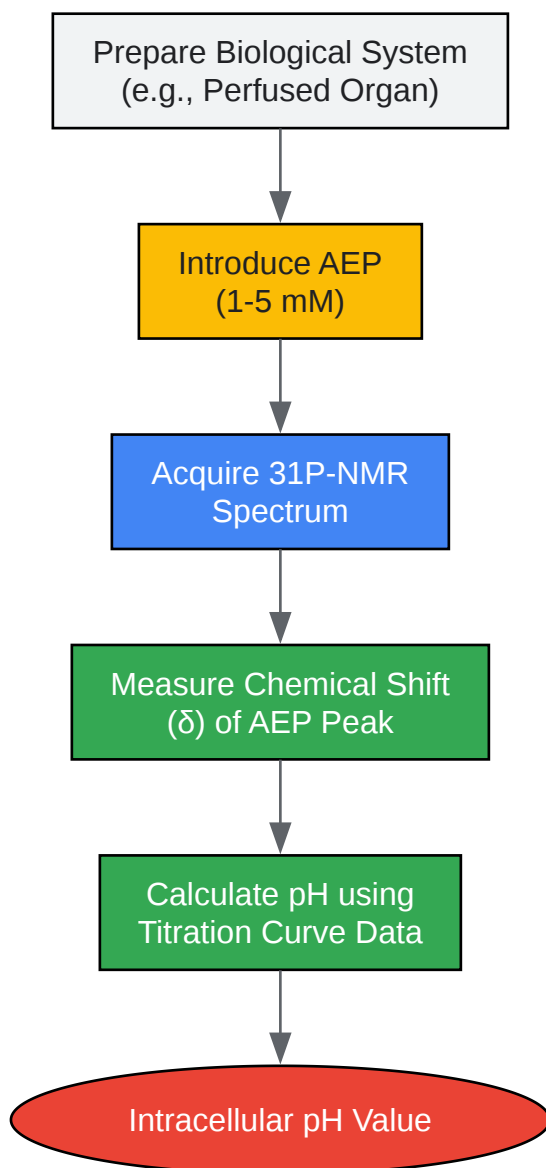 Prepare Biological System
(e.g., Perfused Organ)
Introduce AEP
(1-5 mM)
Acquire 31P-NMR
Spectrum
Measure Chemical Shift
(δ) of AEP Peak
Calculate pH using
Titration Curve Data
Intracellular pH Value